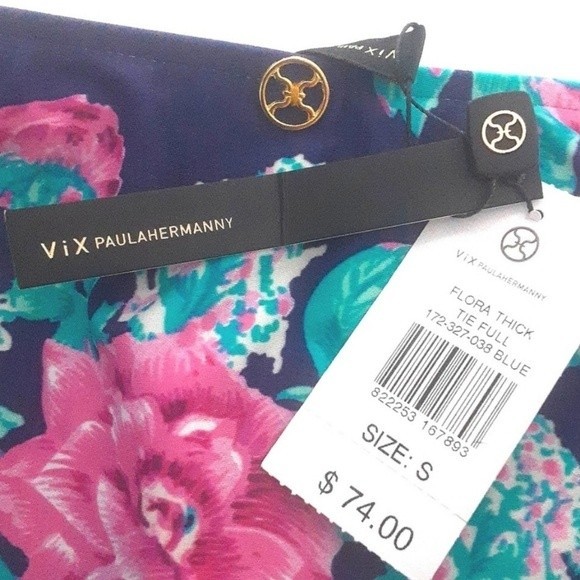 ViX
ViX PAULAHERMANNY
ViX PAULAHERMANNY
FLORA THICK
TIE FULL
172-327-038 BLUE
822253 167893
SIZE: S
$ 74.00